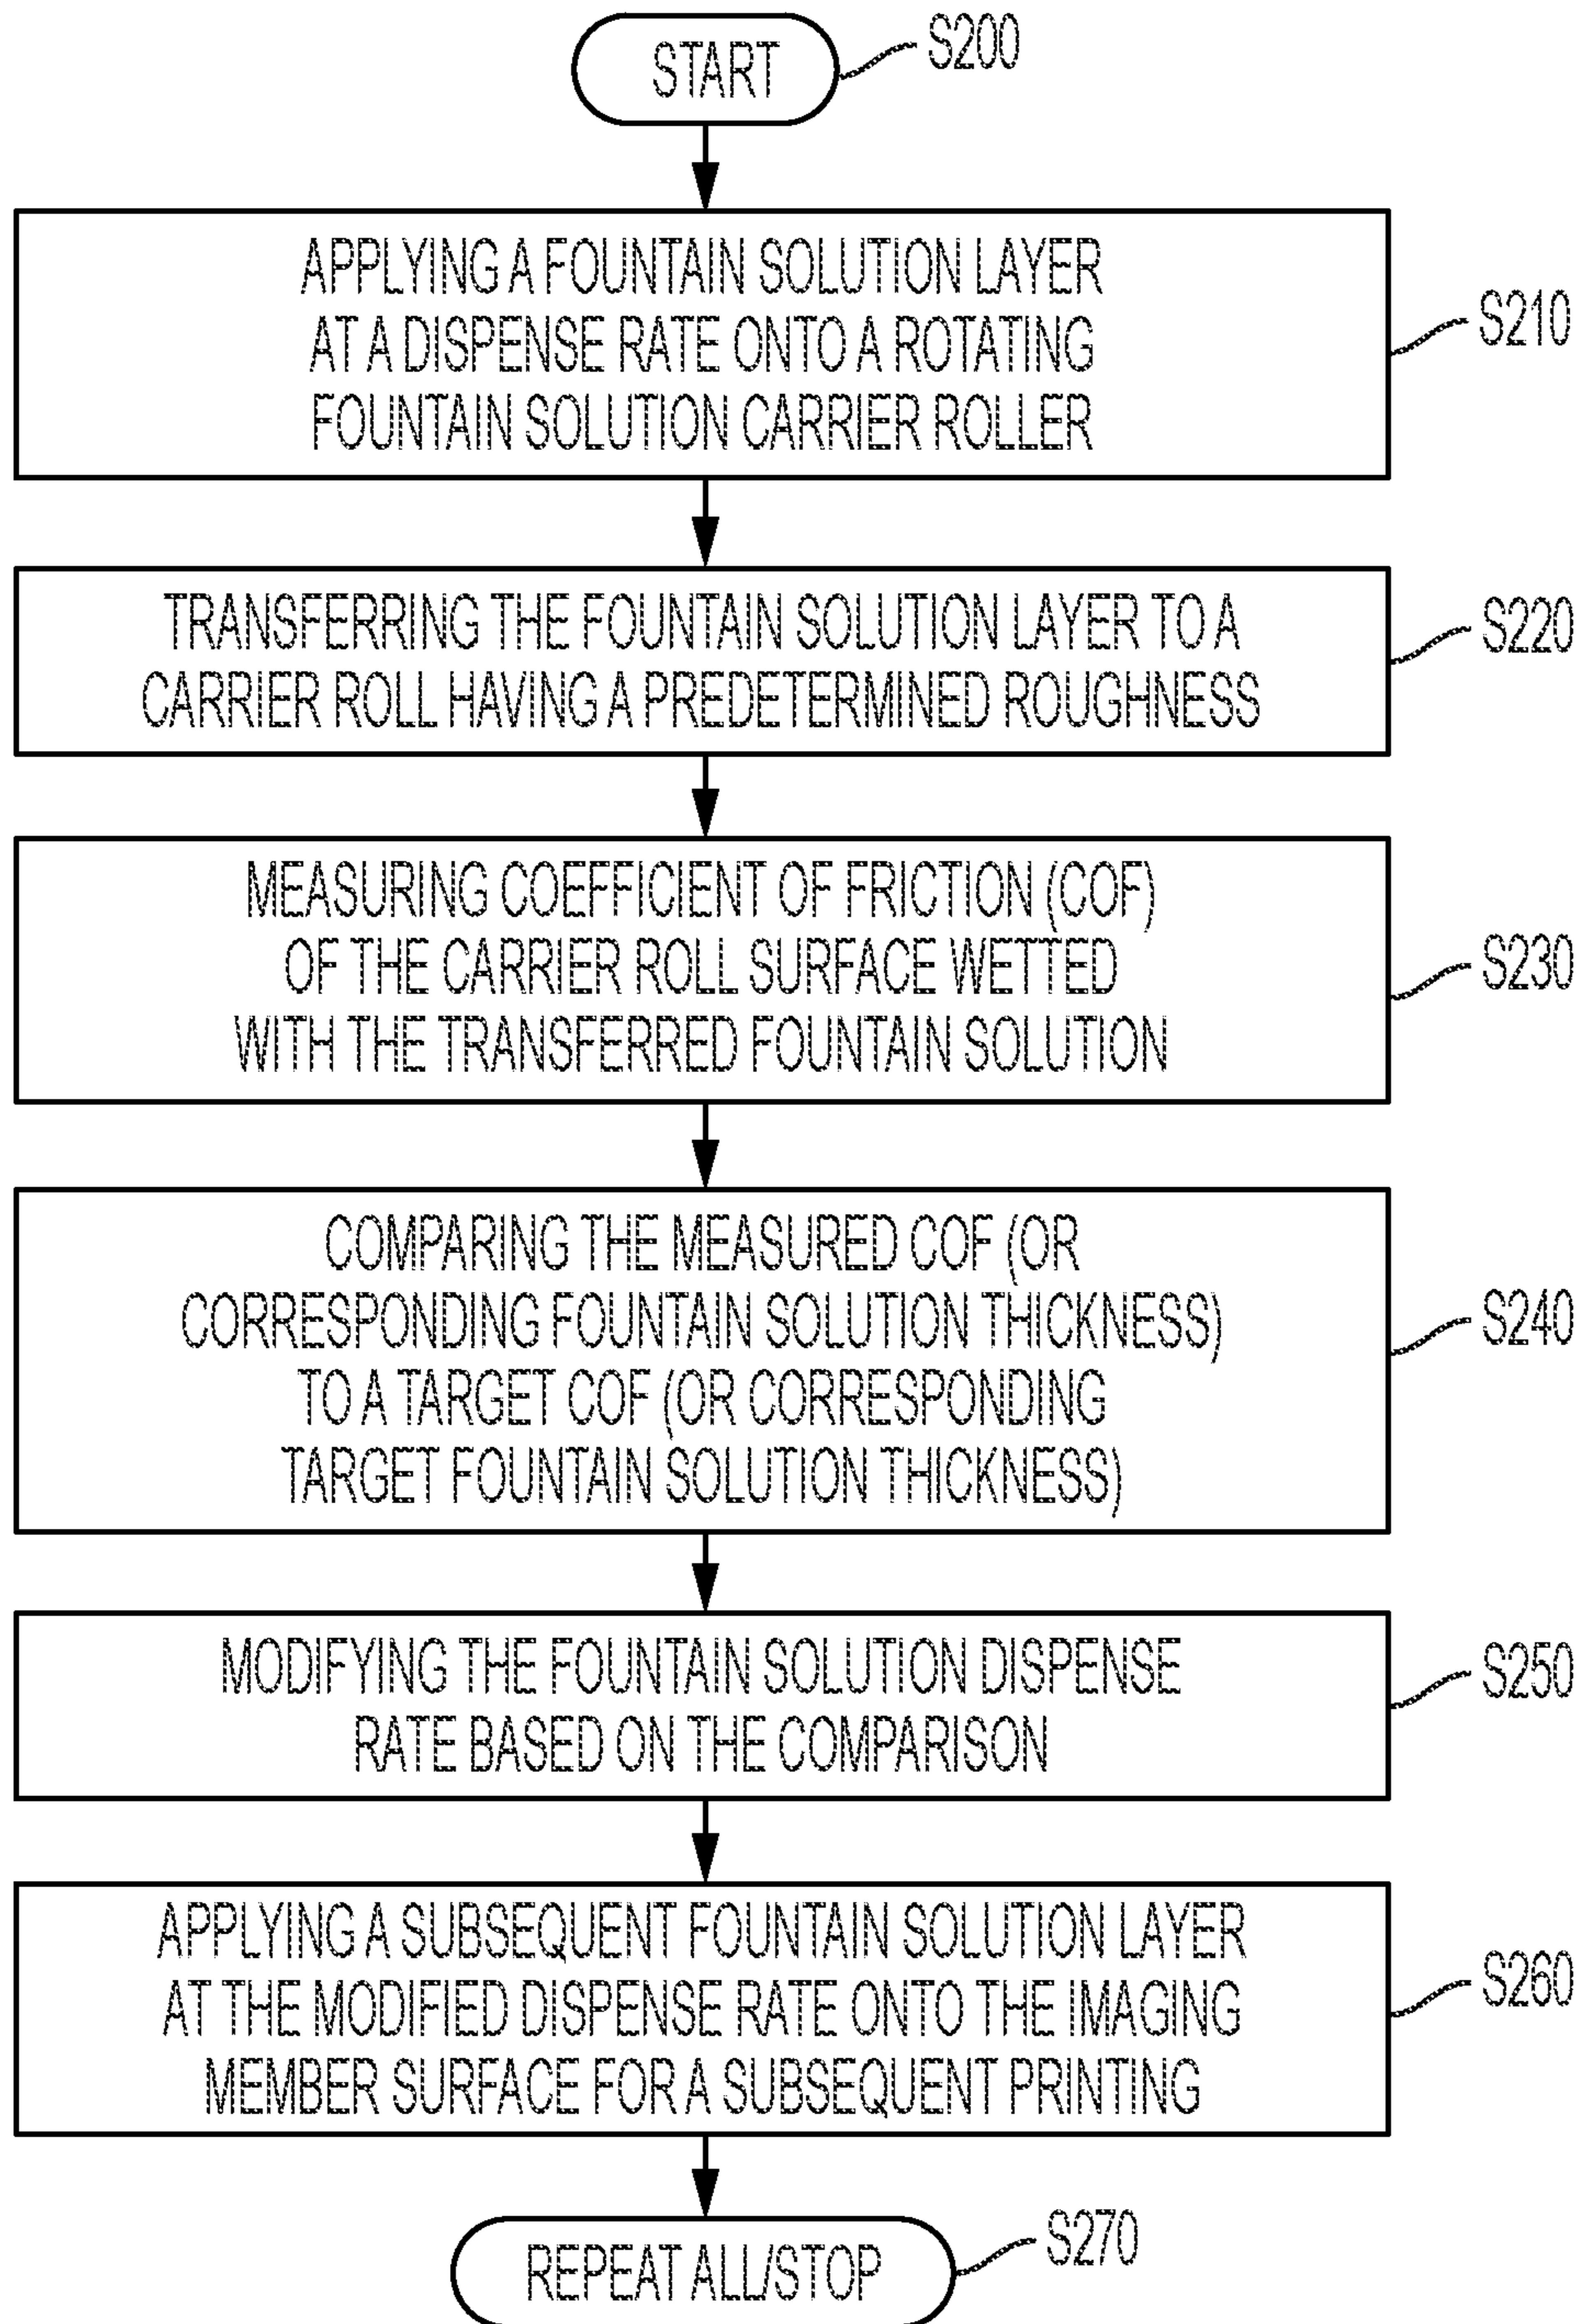 START
S200
APPLYING A FOUNTAIN SOLUTION LAYER
AT A DISPENSE RATE ONTO A ROTATING
FOUNTAIN SOLUTION CARRIER ROLLER
S210
TRANSFERRING THE FOUNTAIN SOLUTION LAYER TO A
CARRIER ROLL HAVING A PREDETERMINED ROUGHNESS
S220
MEASURING COEFFICIENT OF FRICTION (COF)
OF THE CARRIER ROLL SURFACE WETTED
WITH THE TRANSFERRED FOUNTAIN SOLUTION
S230
COMPARING THE MEASURED COF (OR
CORRESPONDING FOUNTAIN SOLUTION THICKNESS)
TO A TARGET COF (OR CORRESPONDING
TARGET FOUNTAIN SOLUTION THICKNESS)
S240
MODIFYING THE FOUNTAIN SOLUTION DISPENSE
RATE BASED ON THE COMPARISON
S250
APPLYING A SUBSEQUENT FOUNTAIN SOLUTION LAYER
AT THE MODIFIED DISPENSE RATE ONTO THE IMAGING
MEMBER SURFACE FOR A SUBSEQUENT PRINTING
S260
REPEAT ALL/STOP
S270